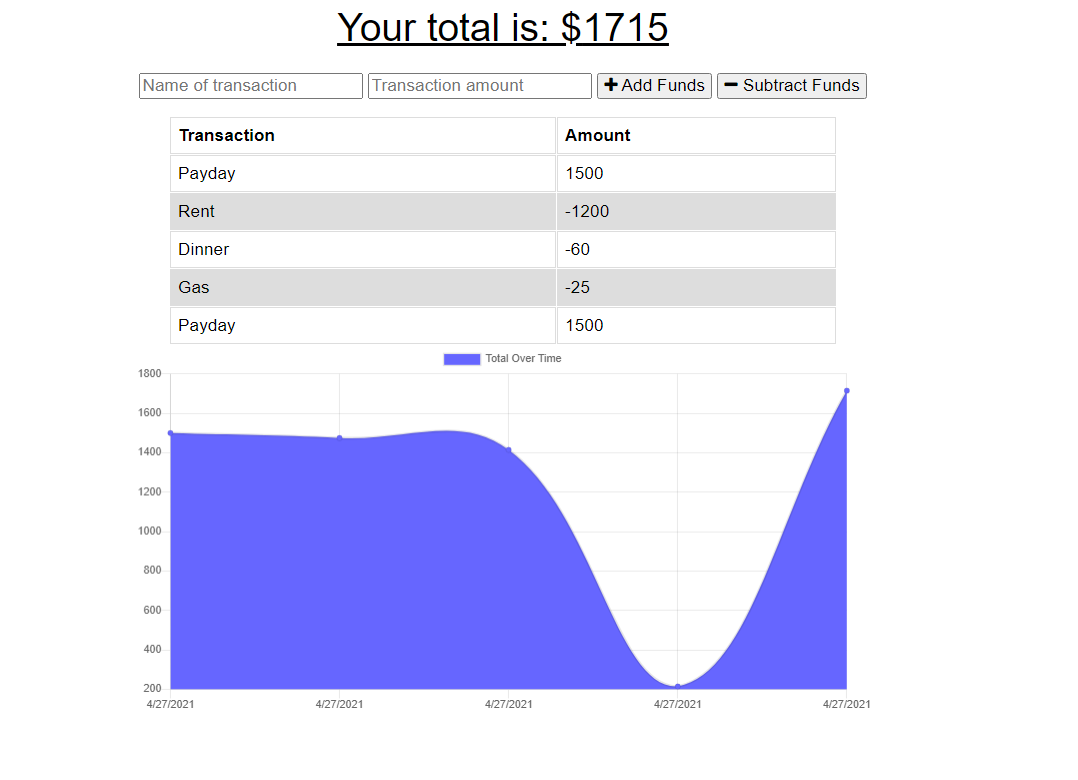 Your total is: $1715
Name of transaction Transaction amount + Add Funds − Subtract Funds
Transaction Amount
Payday 1500
Rent -1200
Dinner -60
Gas -25
Payday 1500
Total Over Time
1800
1600
1400
1200
1000
800
600
400
200
4/27/2021 4/27/2021 4/27/2021 4/27/2021 4/27/2021